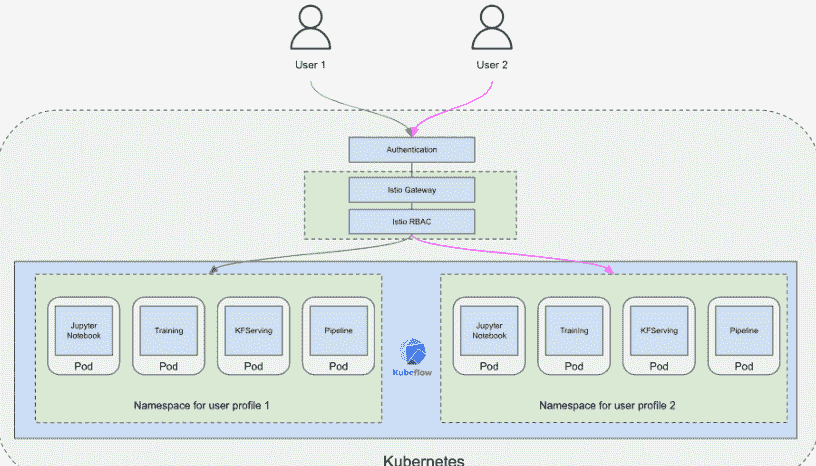 User 1
User 2
Authentication
Istio Gateway
Istio RBAC
Jupyter
Notebook
Pod
Training
Pod
KFServing
Pod
Pipeline
Pod
Namespace for user profile 1
Kubeflow
Jupyter
Notebook
Pod
Training
Pod
KFServing
Pod
Pipeline
Pod
Namespace for user profile 2
Kubernetes